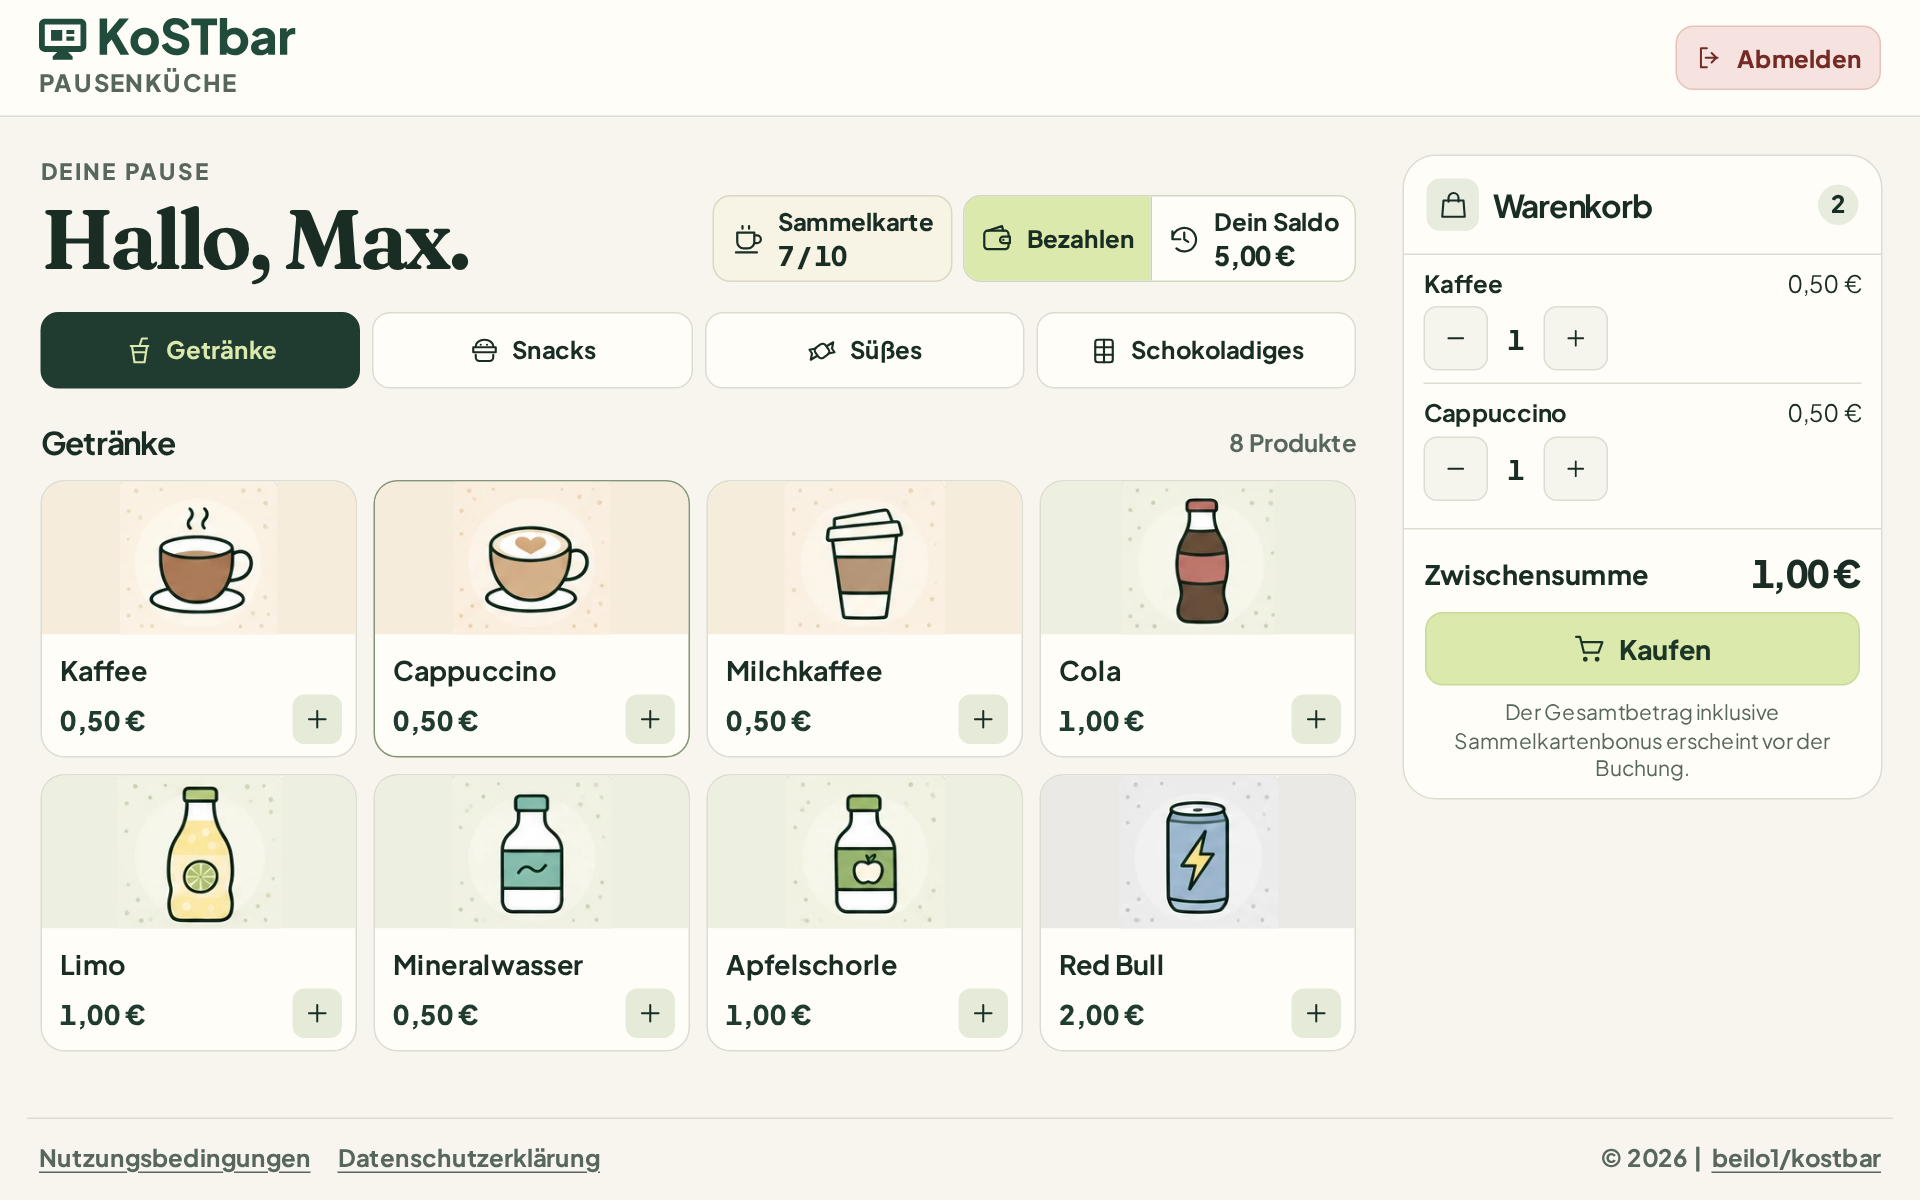 KoSTbar
PAUSENKÜCHE
Abmelden
DEINE PAUSE
Hallo, Max.
Sammelkarte
7/10
Bezahlen
Dein Saldo
5,00 €
Getränke
Snacks
Süßes
Schokoladiges
Getränke
8 Produkte
Kaffee
0,50 €
Cappuccino
0,50 €
Milchkaffee
0,50 €
Cola
1,00 €
Limo
1,00 €
Mineralwasser
0,50 €
Apfelschorle
1,00 €
Red Bull
2,00 €
Warenkorb
2
Kaffee
0,50 €
1
Cappuccino
0,50 €
1
Zwischensumme
1,00 €
Kaufen
Der Gesamtbetrag inklusive
Sammelkartenbonus erscheint vor der
Buchung.
Nutzungsbedingungen
Datenschutzerklärung
© 2026 | beilo1/kostbar